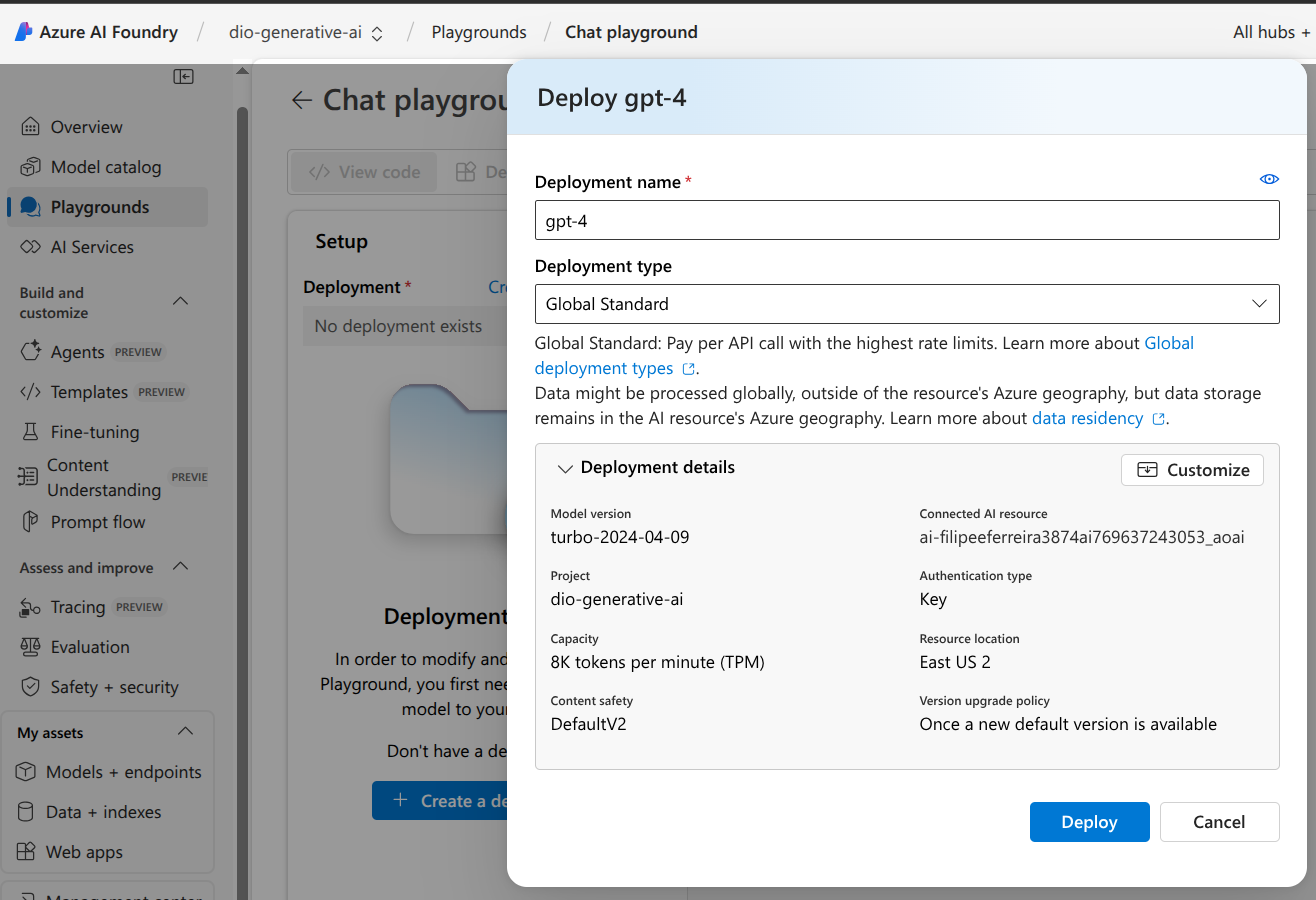 Azure AI Foundry / dio-generative-ai / Playgrounds / Chat playground All hubs +
Overview
Model catalog
Playgrounds
AI Services
Build and
customize
Agents PREVIEW
Templates PREVIEW
Fine-tuning
Content
Understanding PREVIE
Prompt flow
Assess and improve
Tracing PREVIEW
Evaluation
Safety + security
My assets
Models + endpoints
Data + indexes
Web apps
Management center
Chat playgrou
</> View code De
Setup
Deployment * Cr
No deployment exists
Deployment
In order to modify and
Playground, you first nee
model to your
Don't have a de
+ Create a de
Deploy gpt-4
Deployment name *
gpt-4
Deployment type
Global Standard
Global Standard: Pay per API call with the highest rate limits. Learn more about Global
deployment types .
Data might be processed globally, outside of the resource's Azure geography, but data storage
remains in the AI resource's Azure geography. Learn more about data residency .
Deployment details
Customize
Model version
turbo-2024-04-09
Connected AI resource
ai-filipeeferreira3874ai769637243053_aoai
Project
dio-generative-ai
Authentication type
Key
Capacity
8K tokens per minute (TPM)
Resource location
East US 2
Content safety
DefaultV2
Version upgrade policy
Once a new default version is available
Deploy
Cancel